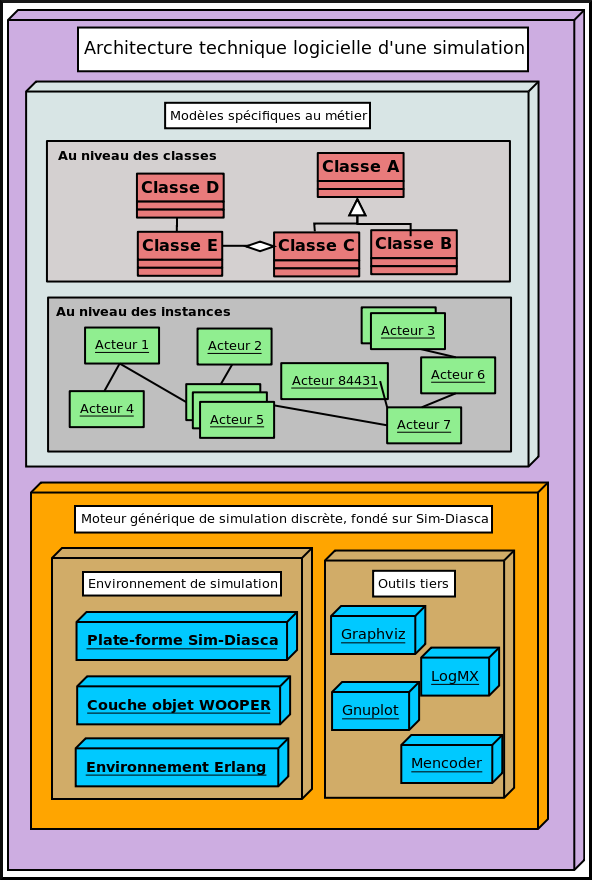 Architecture technique logicielle d'une simulation
Modèles spécifiques au métier
Au niveau des classes
Classe A
Classe D
Classe E
Classe C
Classe B
Au niveau des instances
Acteur 1
Acteur 2
Acteur 3
Acteur 84431
Acteur 6
Acteur 4
Acteur 5
Acteur 7
Moteur générique de simulation discrète, fondé sur Sim-Diasca
Environnement de simulation
Plate-forme Sim-Diasca
Couche objet WOOPER
Environnement Erlang
Outils tiers
Graphviz
LogMX
Gnuplot
Mencoder